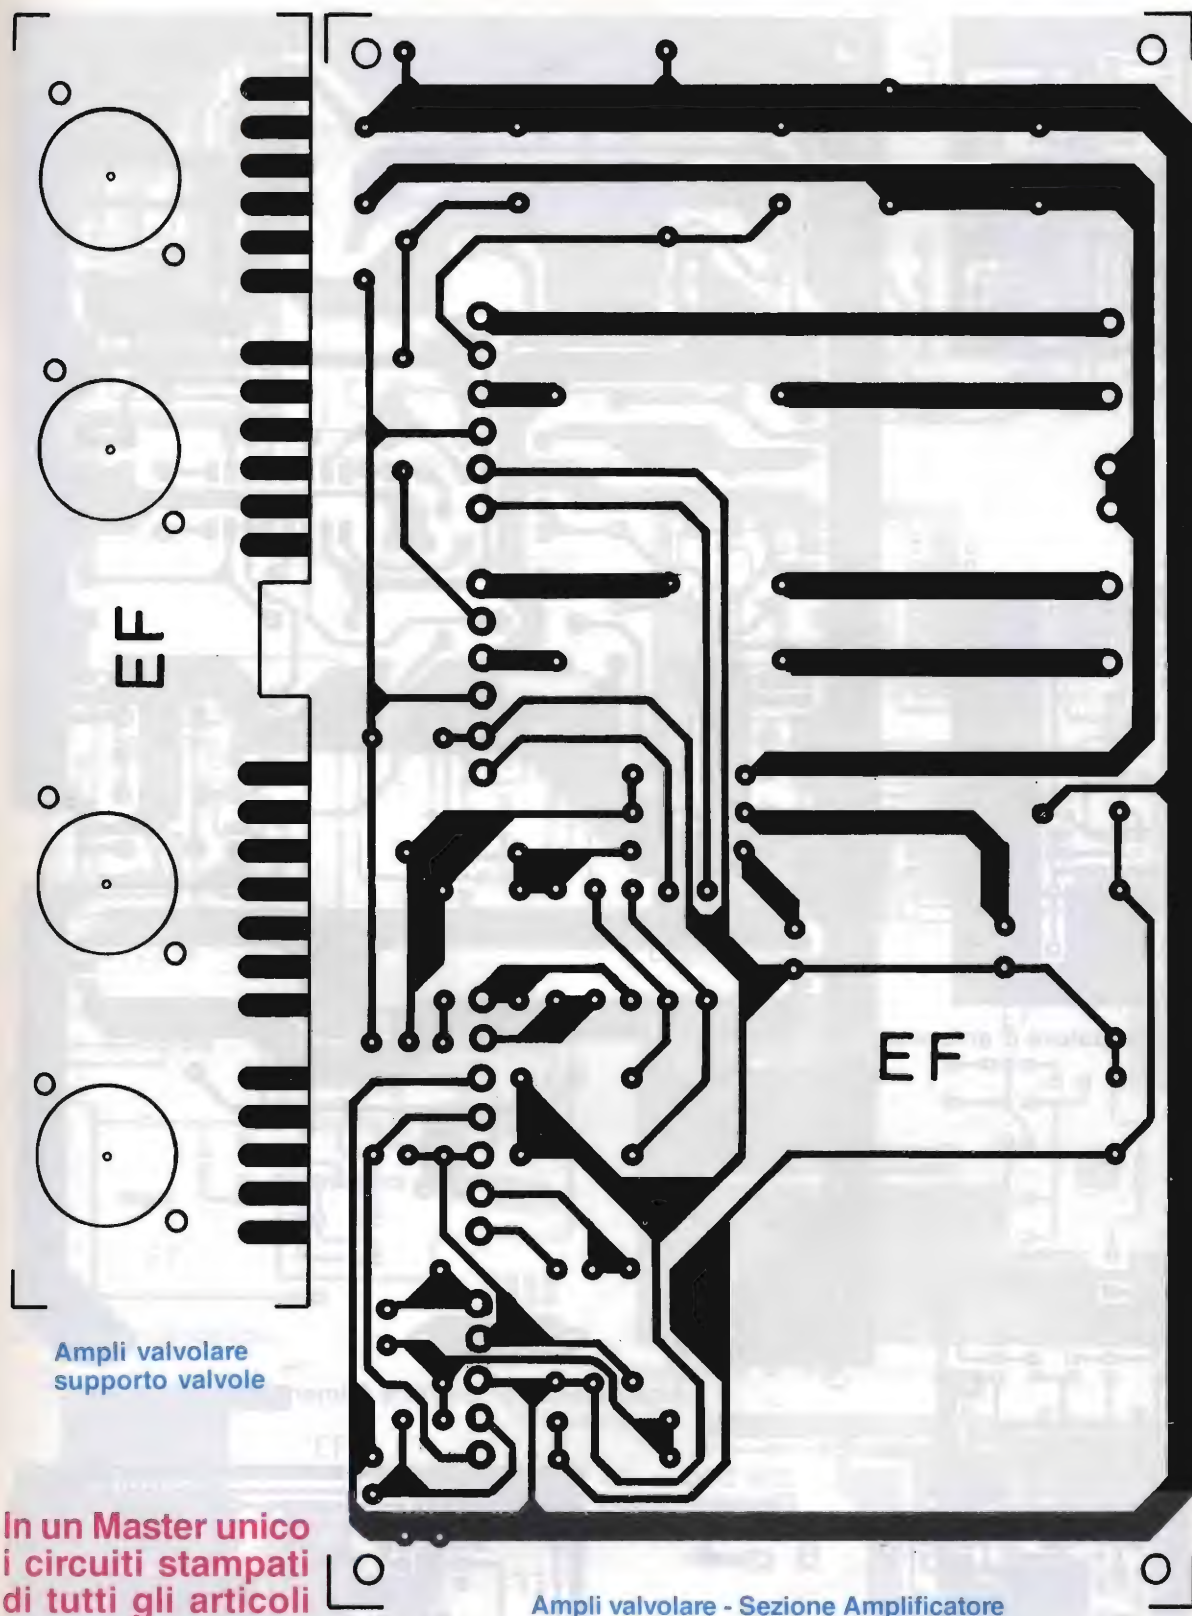 EF
EF
Ampli valvolare
supporto valvole
In un Master unico
i circuiti stampati
di tutti gli articoli
Ampli valvolare - Sezione Amplificatore